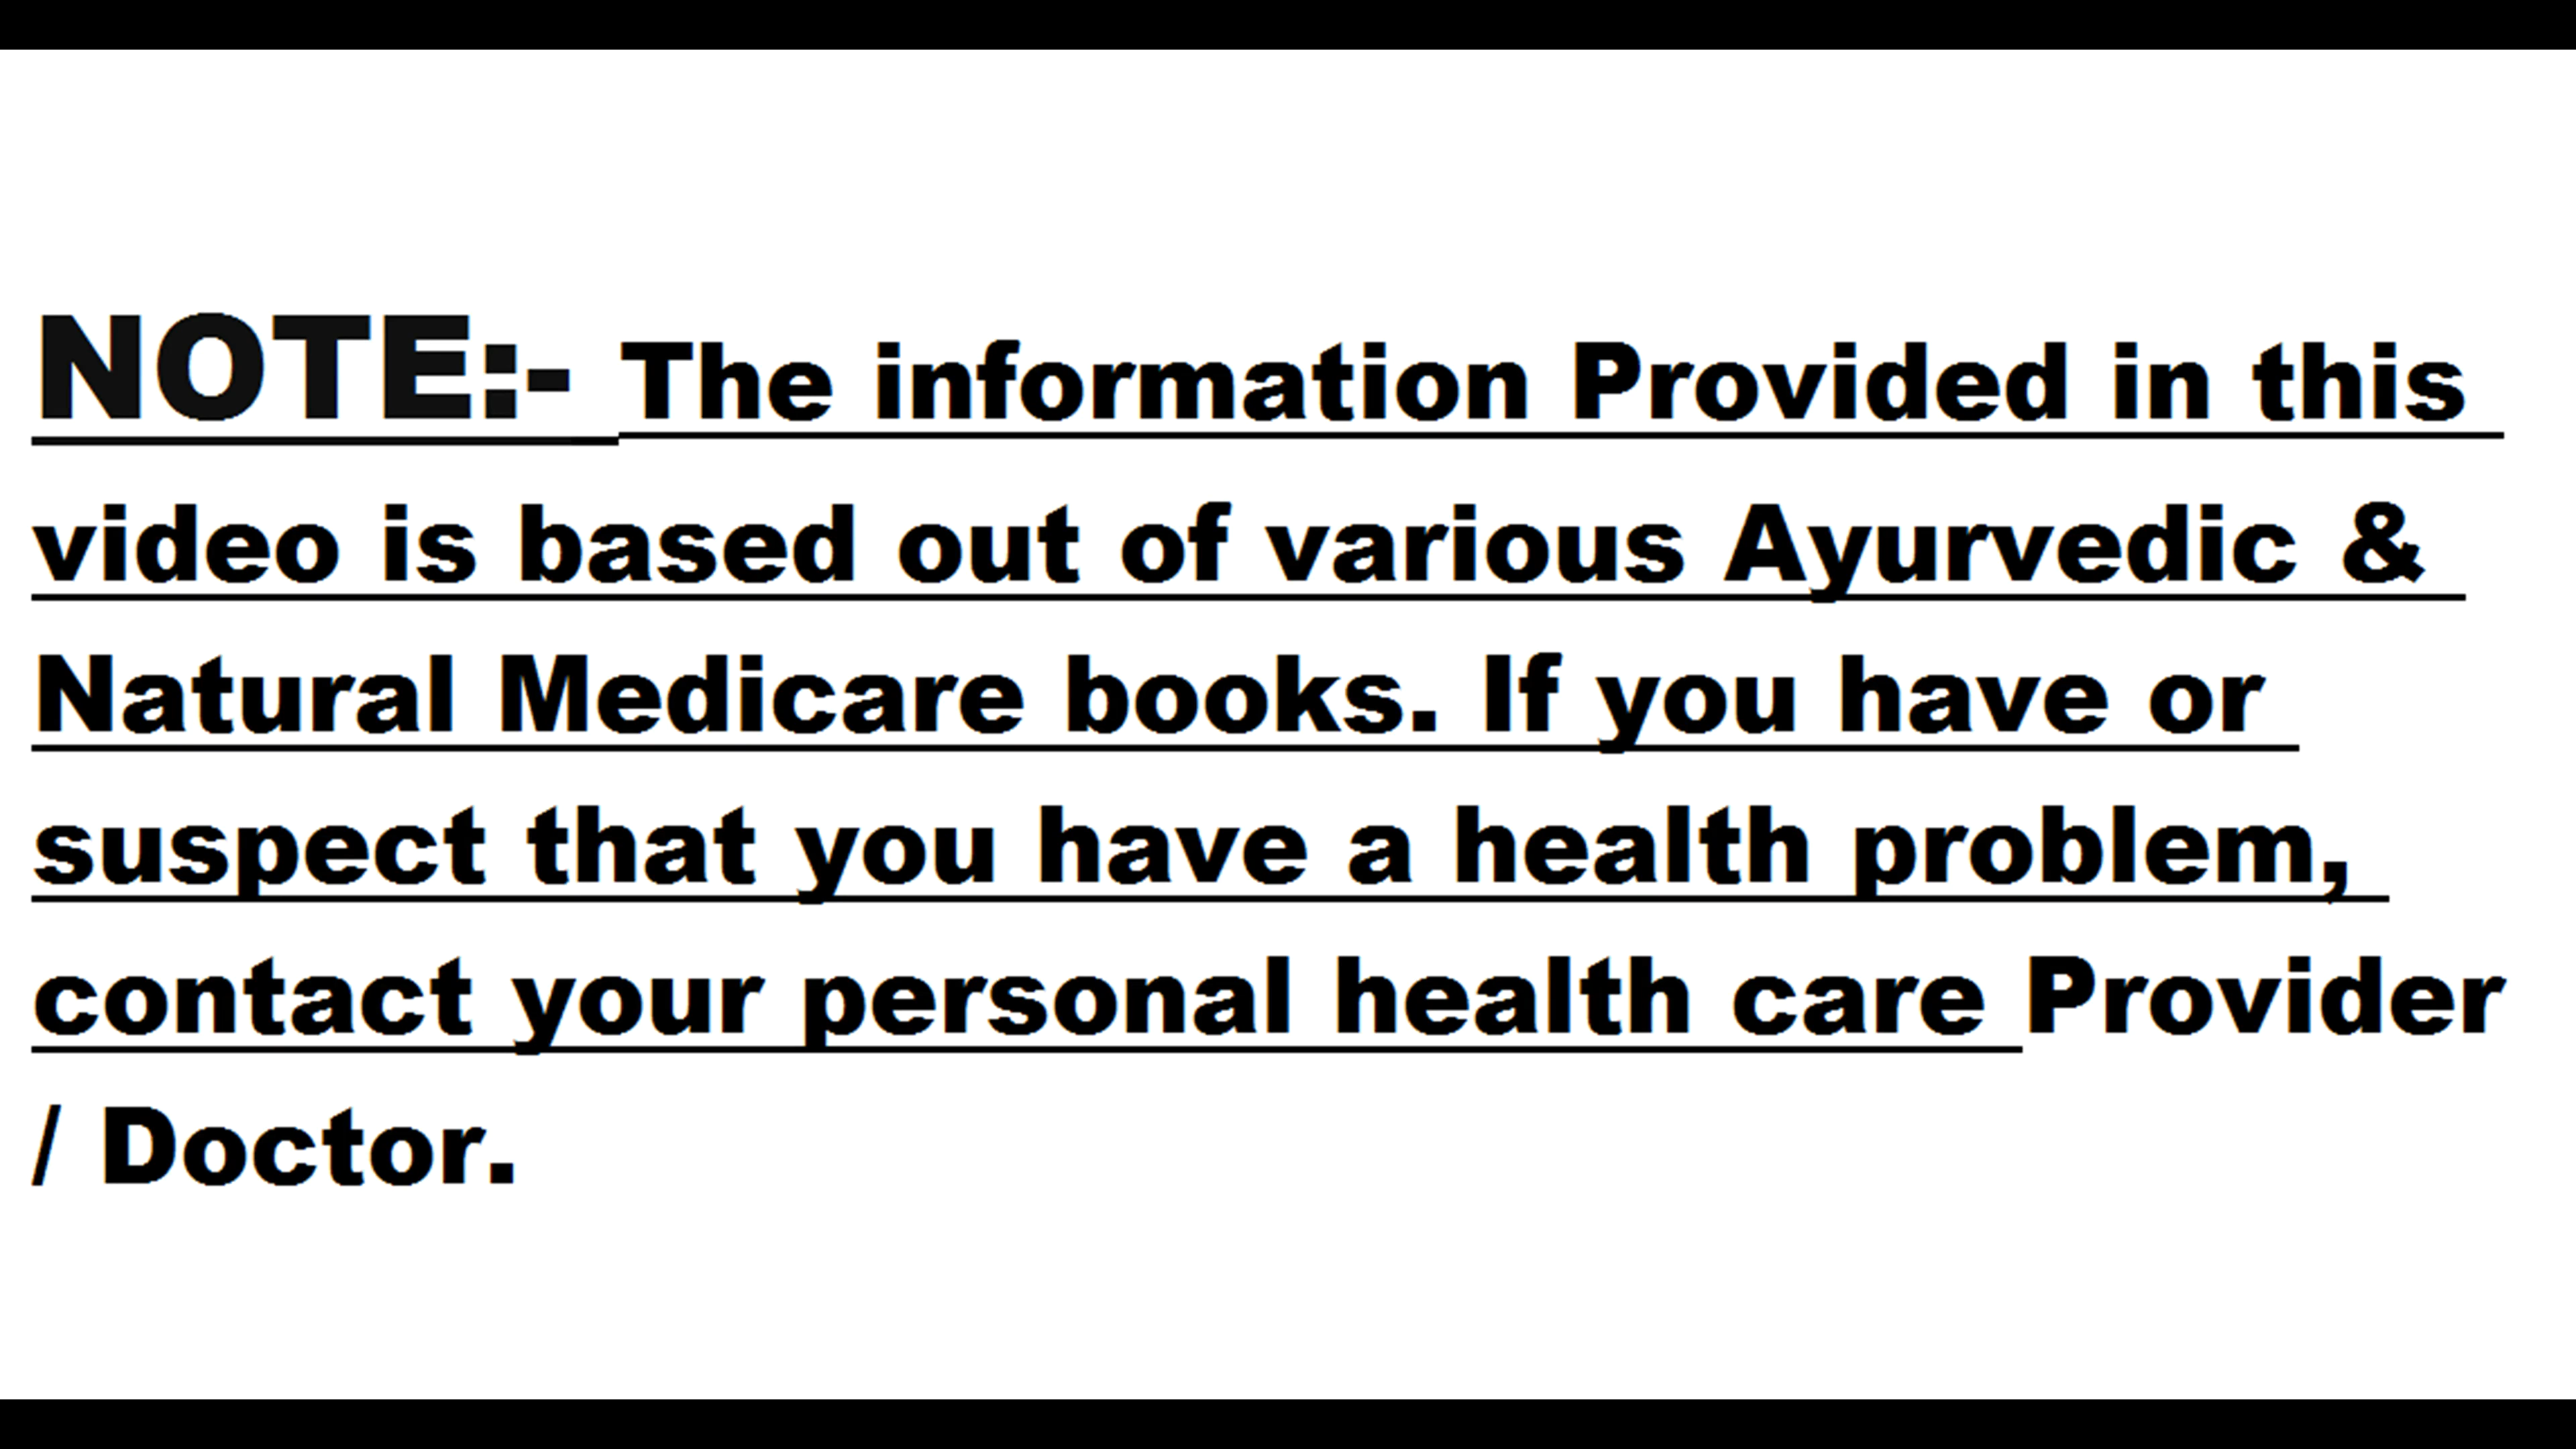 NOTE:- The information Provided in this
video is based out of various Ayurvedic &
Natural Medicare books. If you have or
suspect that you have a health problem,
contact your personal health care Provider
/ Doctor.